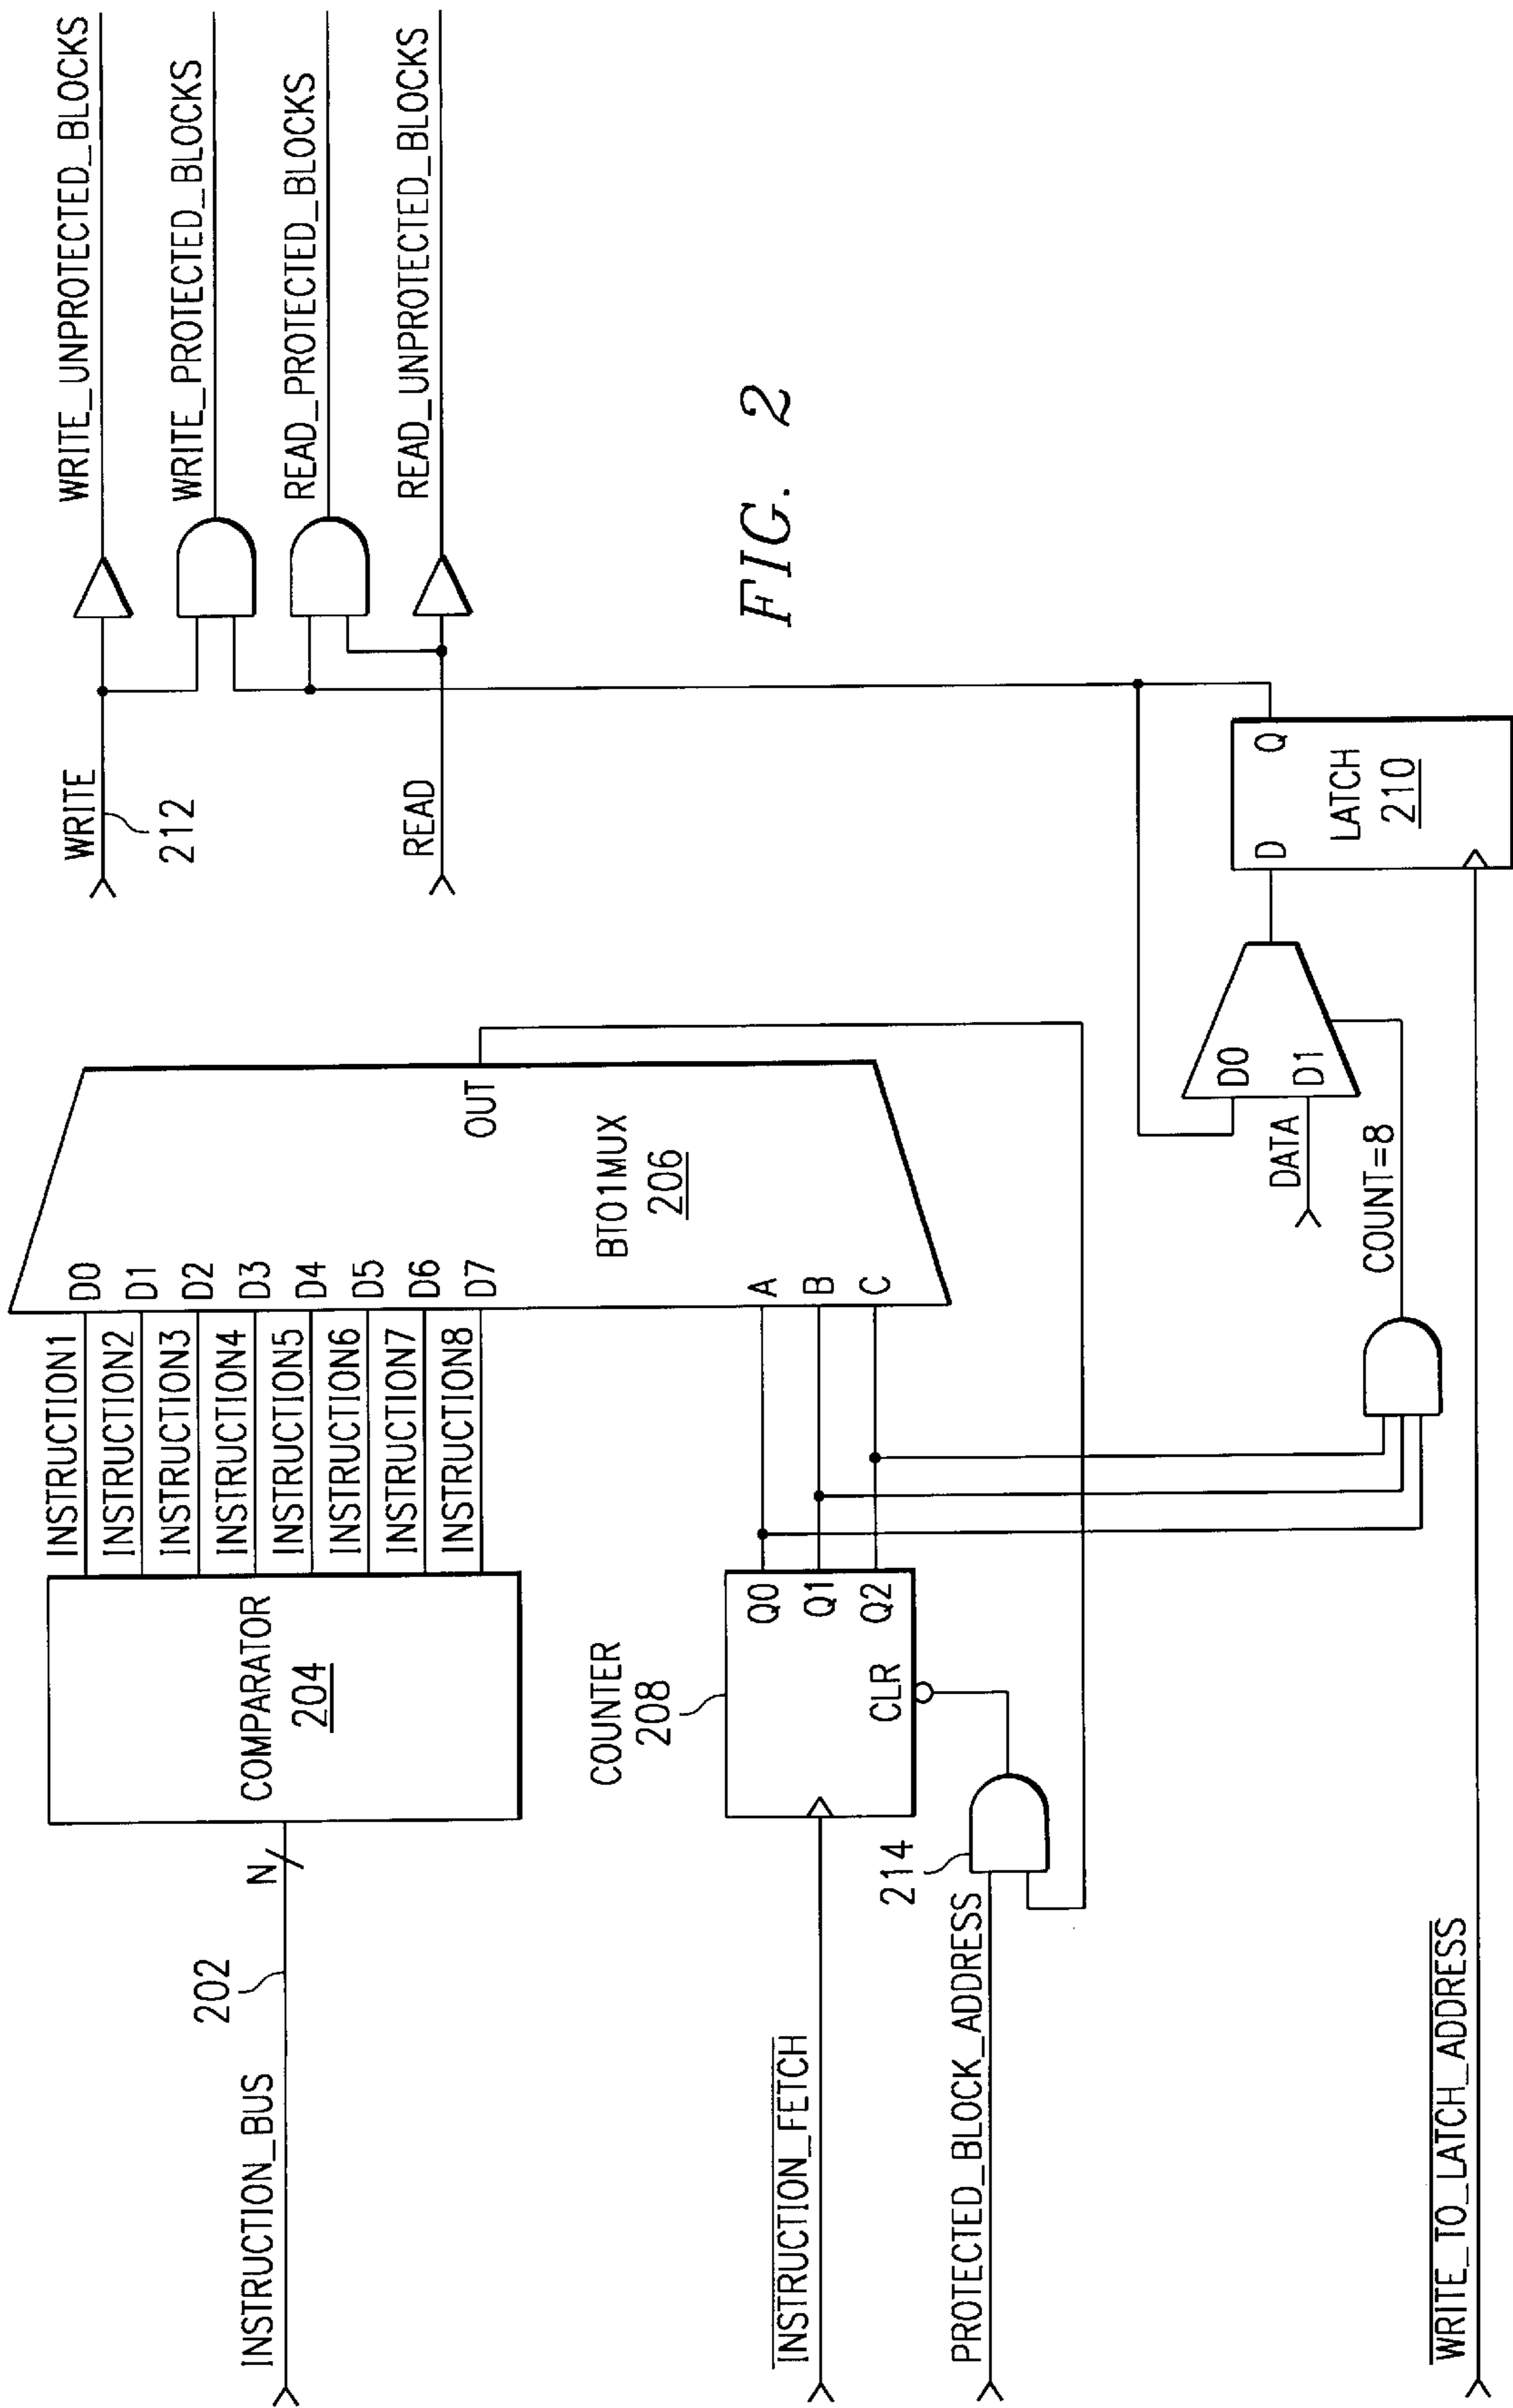 INSTRUCTION_BUS
202
N
COMPARATOR
204
INSTRUCTION1
INSTRUCTION2
INSTRUCTION3
INSTRUCTION4
INSTRUCTION5
INSTRUCTION6
INSTRUCTION7
INSTRUCTION8
D0
D1
D2
D3
D4
D5
D6
D7
A
B
C
OUT
BTO1MUX
206
INSTRUCTION_FETCH
COUNTER
208
Q0
Q1
Q2
CLR
PROTECTED_BLOCK_ADDRESS
214
WRITE_TO_LATCH_ADDRESS
COUNT=8
DATA
D0
D1
D
Q
LATCH
210
WRITE
212
READ
WRITE_UNPROTECTED_BLOCKS
WRITE_PROTECTED_BLOCKS
READ_PROTECTED_BLOCKS
READ_UNPROTECTED_BLOCKS
FIG. 2